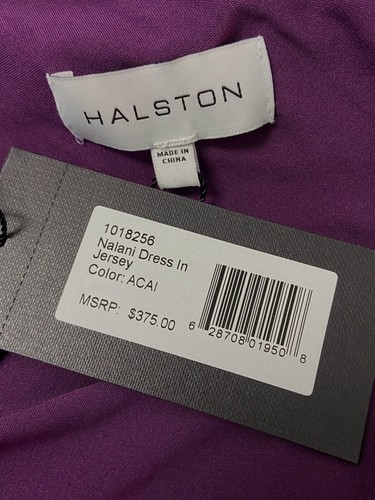 HALSTON
MADE IN
CHINA
1018256
Nalani Dress In
Jersey
Color: ACAI
MSRP: $375.00
6 28708 01950 8